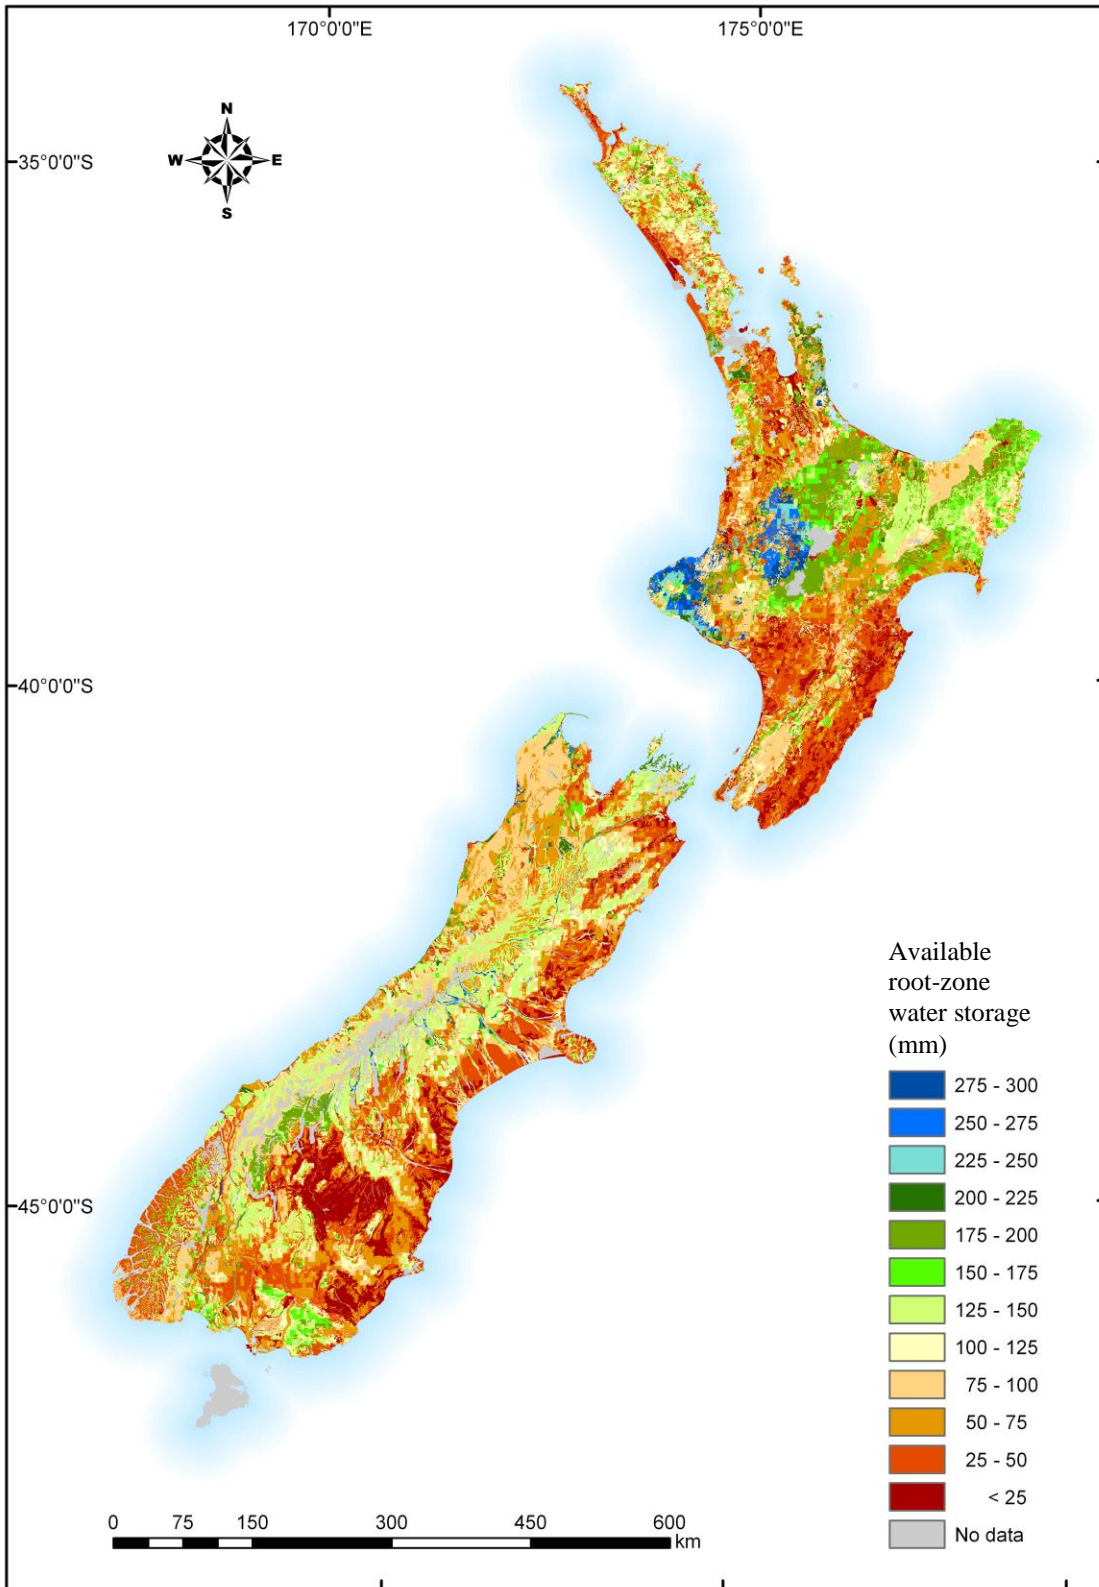 170°0'0"E
175°0'0"E
N
W
E
S
35°0'0"S
40°0'0"S
45°0'0"S
Available
root-zone
water storage
(mm)
275 - 300
250 - 275
225 - 250
200 - 225
175 - 200
150 - 175
125 - 150
100 - 125
75 - 100
50 - 75
25 - 50
< 25
No data
0 75 150 300 450 600
km